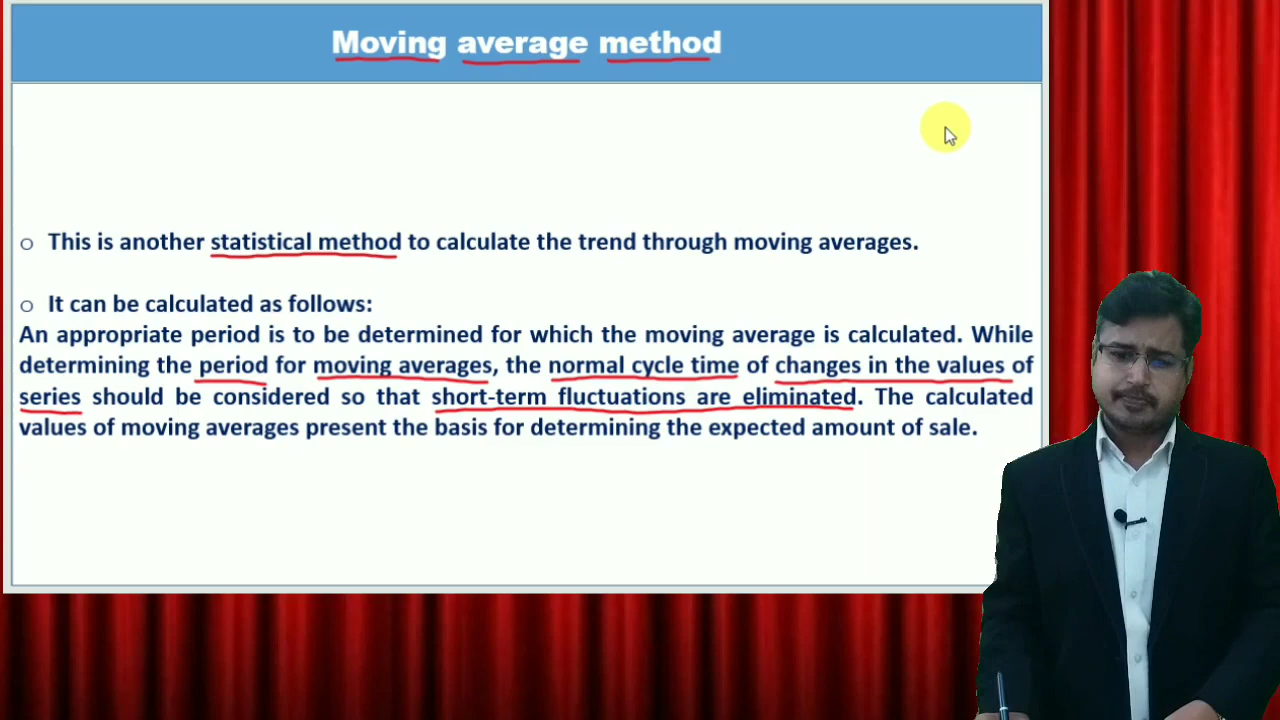 Moving average method
o This is another statistical method to calculate the trend through moving averages.
o It can be calculated as follows:
An appropriate period is to be determined for which the moving average is calculated. While
determining the period for moving averages, the normal cycle time of changes in the values of
series should be considered so that short-term fluctuations are eliminated. The calculated
values of moving averages present the basis for determining the expected amount of sale.